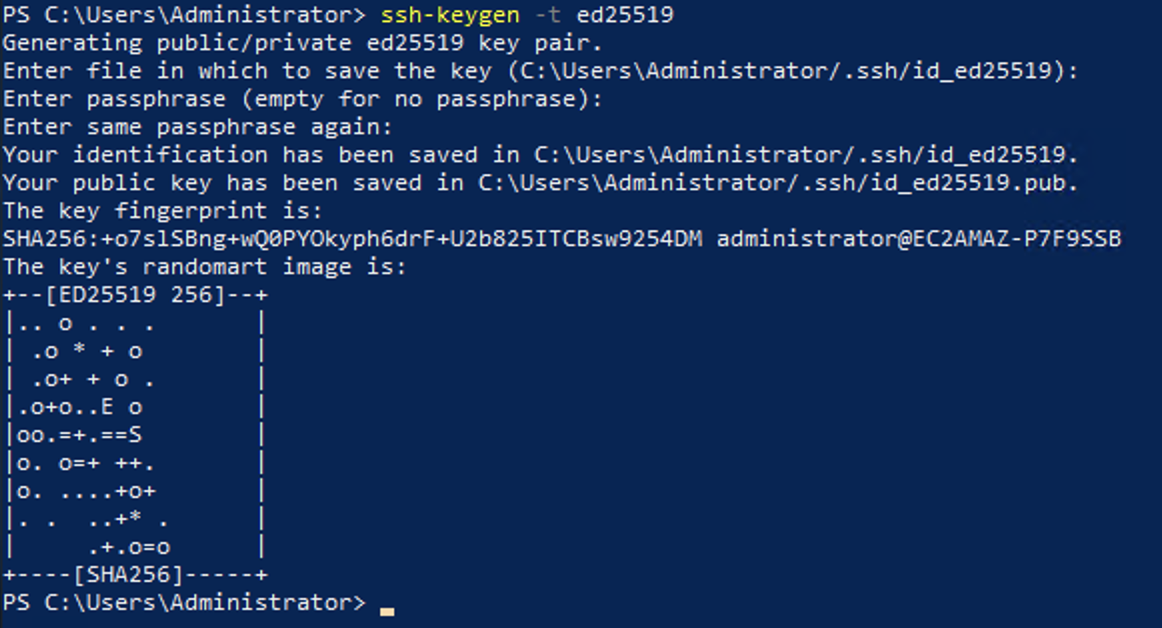 PS C:\Users\Administrator> ssh-keygen -t ed25519
Generating public/private ed25519 key pair.
Enter file in which to save the key (C:\Users\Administrator/.ssh/id_ed25519):
Enter passphrase (empty for no passphrase):
Enter same passphrase again:
Your identification has been saved in C:\Users\Administrator/.ssh/id_ed25519.
Your public key has been saved in C:\Users\Administrator/.ssh/id_ed25519.pub.
The key fingerprint is:
SHA256:+o7slSBng+wQ0PYOkyph6drF+U2b825ITCBsw9254DM administrator@EC2AMAZ-P7F9SSB
The key's randomart image is:
+--[ED25519 256]--+
|.. o . . .       |
| .o * + o        |
| .o+ + o .       |
|.o+o..E o        |
|oo.=+.==S        |
|o. o=+ ++.       |
|o. ....+o+       |
|. .  ..+* .      |
|     .+.o=o      |
+----[SHA256]-----+
PS C:\Users\Administrator>